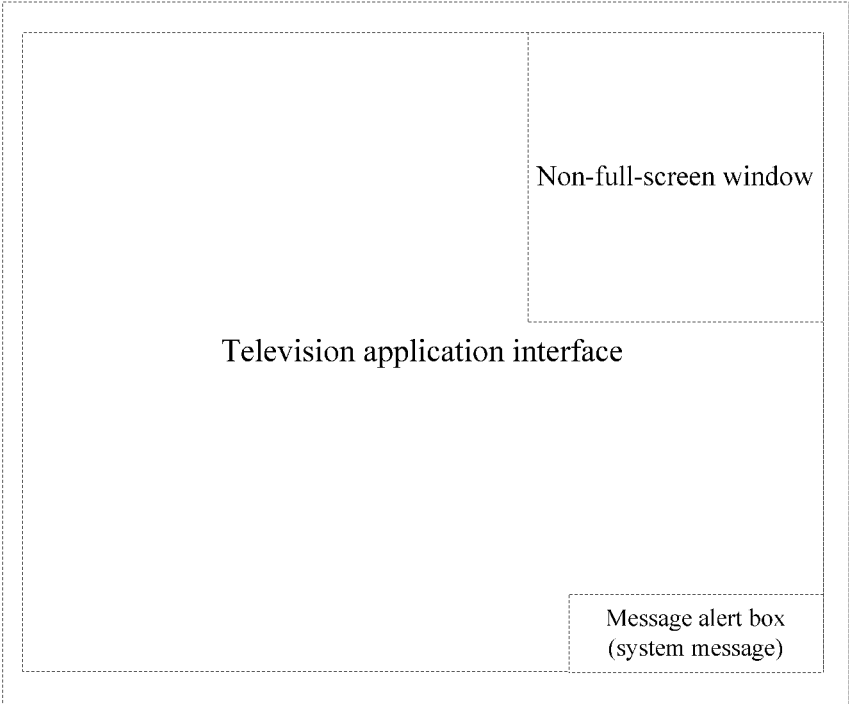 Non-full-screen window
Television application interface
Message alert box
(system message)